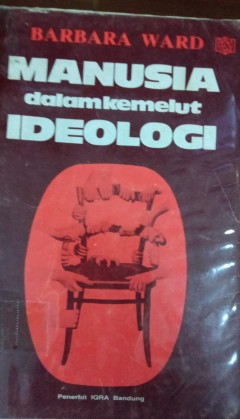 BARBARA WARD
MANUSIA
dalam kemelut
IDEOLOGI
Penerbit IQRA Bandung